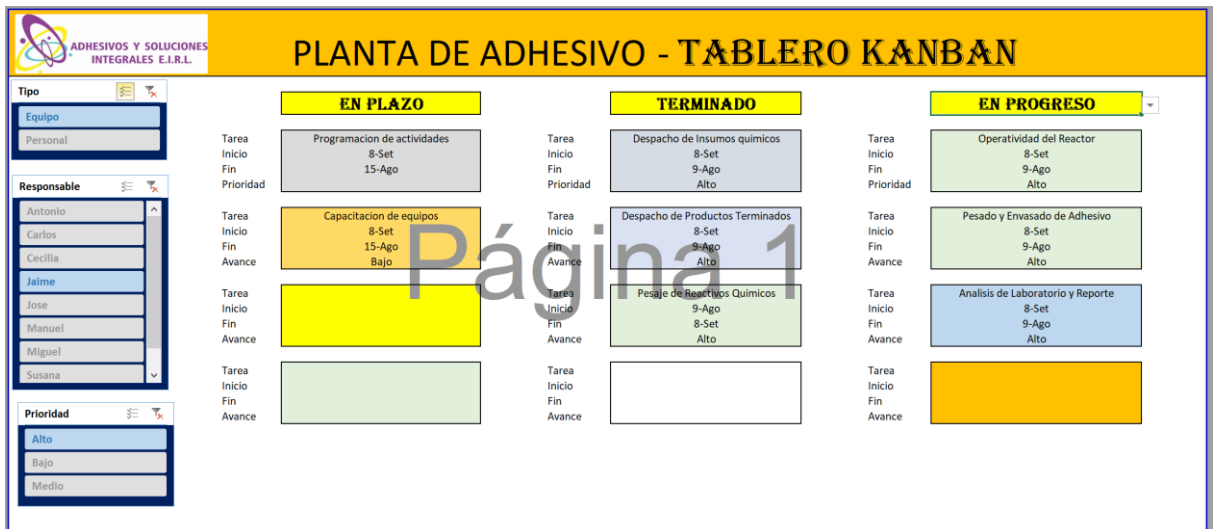 ADHESIVOS Y SOLUCIONES
INTEGRALES E.I.R.L.
PLANTA DE ADHESIVO - TABLERO KANBAN
Tipo
Equipo
Personal
Responsable
Antonio
Carlos
Cecilia
Jaime
Jose
Manuel
Miguel
Susana
Prioridad
Alto
Bajo
Medio
EN PLAZO
Tarea Programacion de actividades
Inicio 8-Set
Fin 15-Ago
Prioridad
Tarea Capacitacion de equipos
Inicio 8-Set
Fin 15-Ago
Avance Bajo
Tarea
Inicio
Fin
Avance
Tarea
Inicio
Fin
Avance
TERMINADO
Tarea Despacho de Insumos quimicos
Inicio 8-Set
Fin 9-Ago
Prioridad Alto
Tarea Despacho de Productos Terminados
Inicio 8-Set
Fin 9-Ago
Avance Alto
Tarea Pesaje de Reactivos Quimicos
Inicio 9-Ago
Fin 8-Set
Avance Alto
Tarea
Inicio
Fin
Avance
EN PROGRESO
Tarea Operatividad del Reactor
Inicio 8-Set
Fin 9-Ago
Prioridad Alto
Tarea Pesado y Envasado de Adhesivo
Inicio 8-Set
Fin 9-Ago
Avance Alto
Tarea Analisis de Laboratorio y Reporte
Inicio 8-Set
Fin 9-Ago
Avance Alto
Tarea
Inicio
Fin
Avance
Página 1